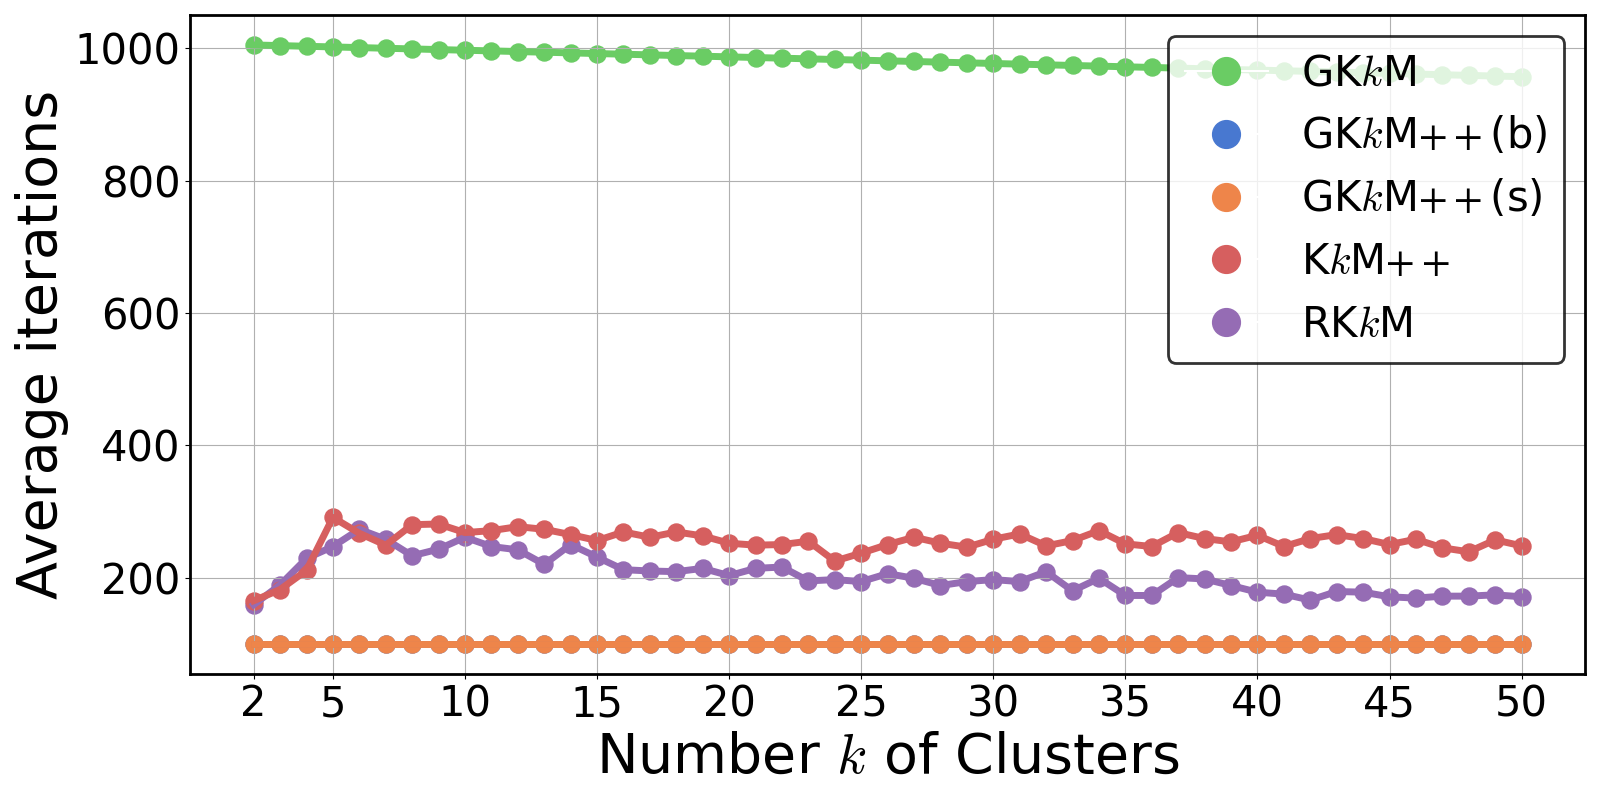 1000
800
600
400
200
Average iterations
GKkM
GKkM++(b)
GKkM++(s)
KkM++
RKkM
2 5 10 15 20 25 30 35 40 45 50
Number k of Clusters